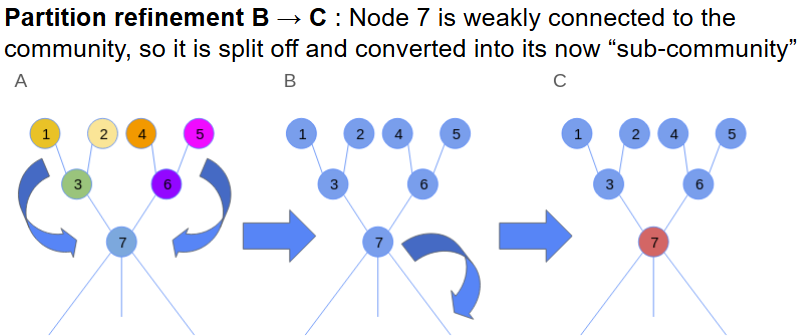 Partition refinement B → C : Node 7 is weakly connected to the
community, so it is split off and converted into its now “sub-community”
A B C
1 2 4 5 1 2 4 5 1 2 4 5
3 6 3 6 3 6
7 7 7